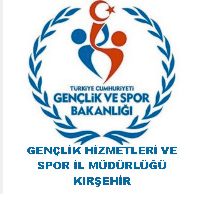 TÜRKİYE CUMHURİYETİ
GENÇLİK VE SPOR
BAKANLIĞI
GENÇLİK HİZMETLERİ VE
SPOR İL MÜDÜRLÜĞÜ
KIRŞEHİR